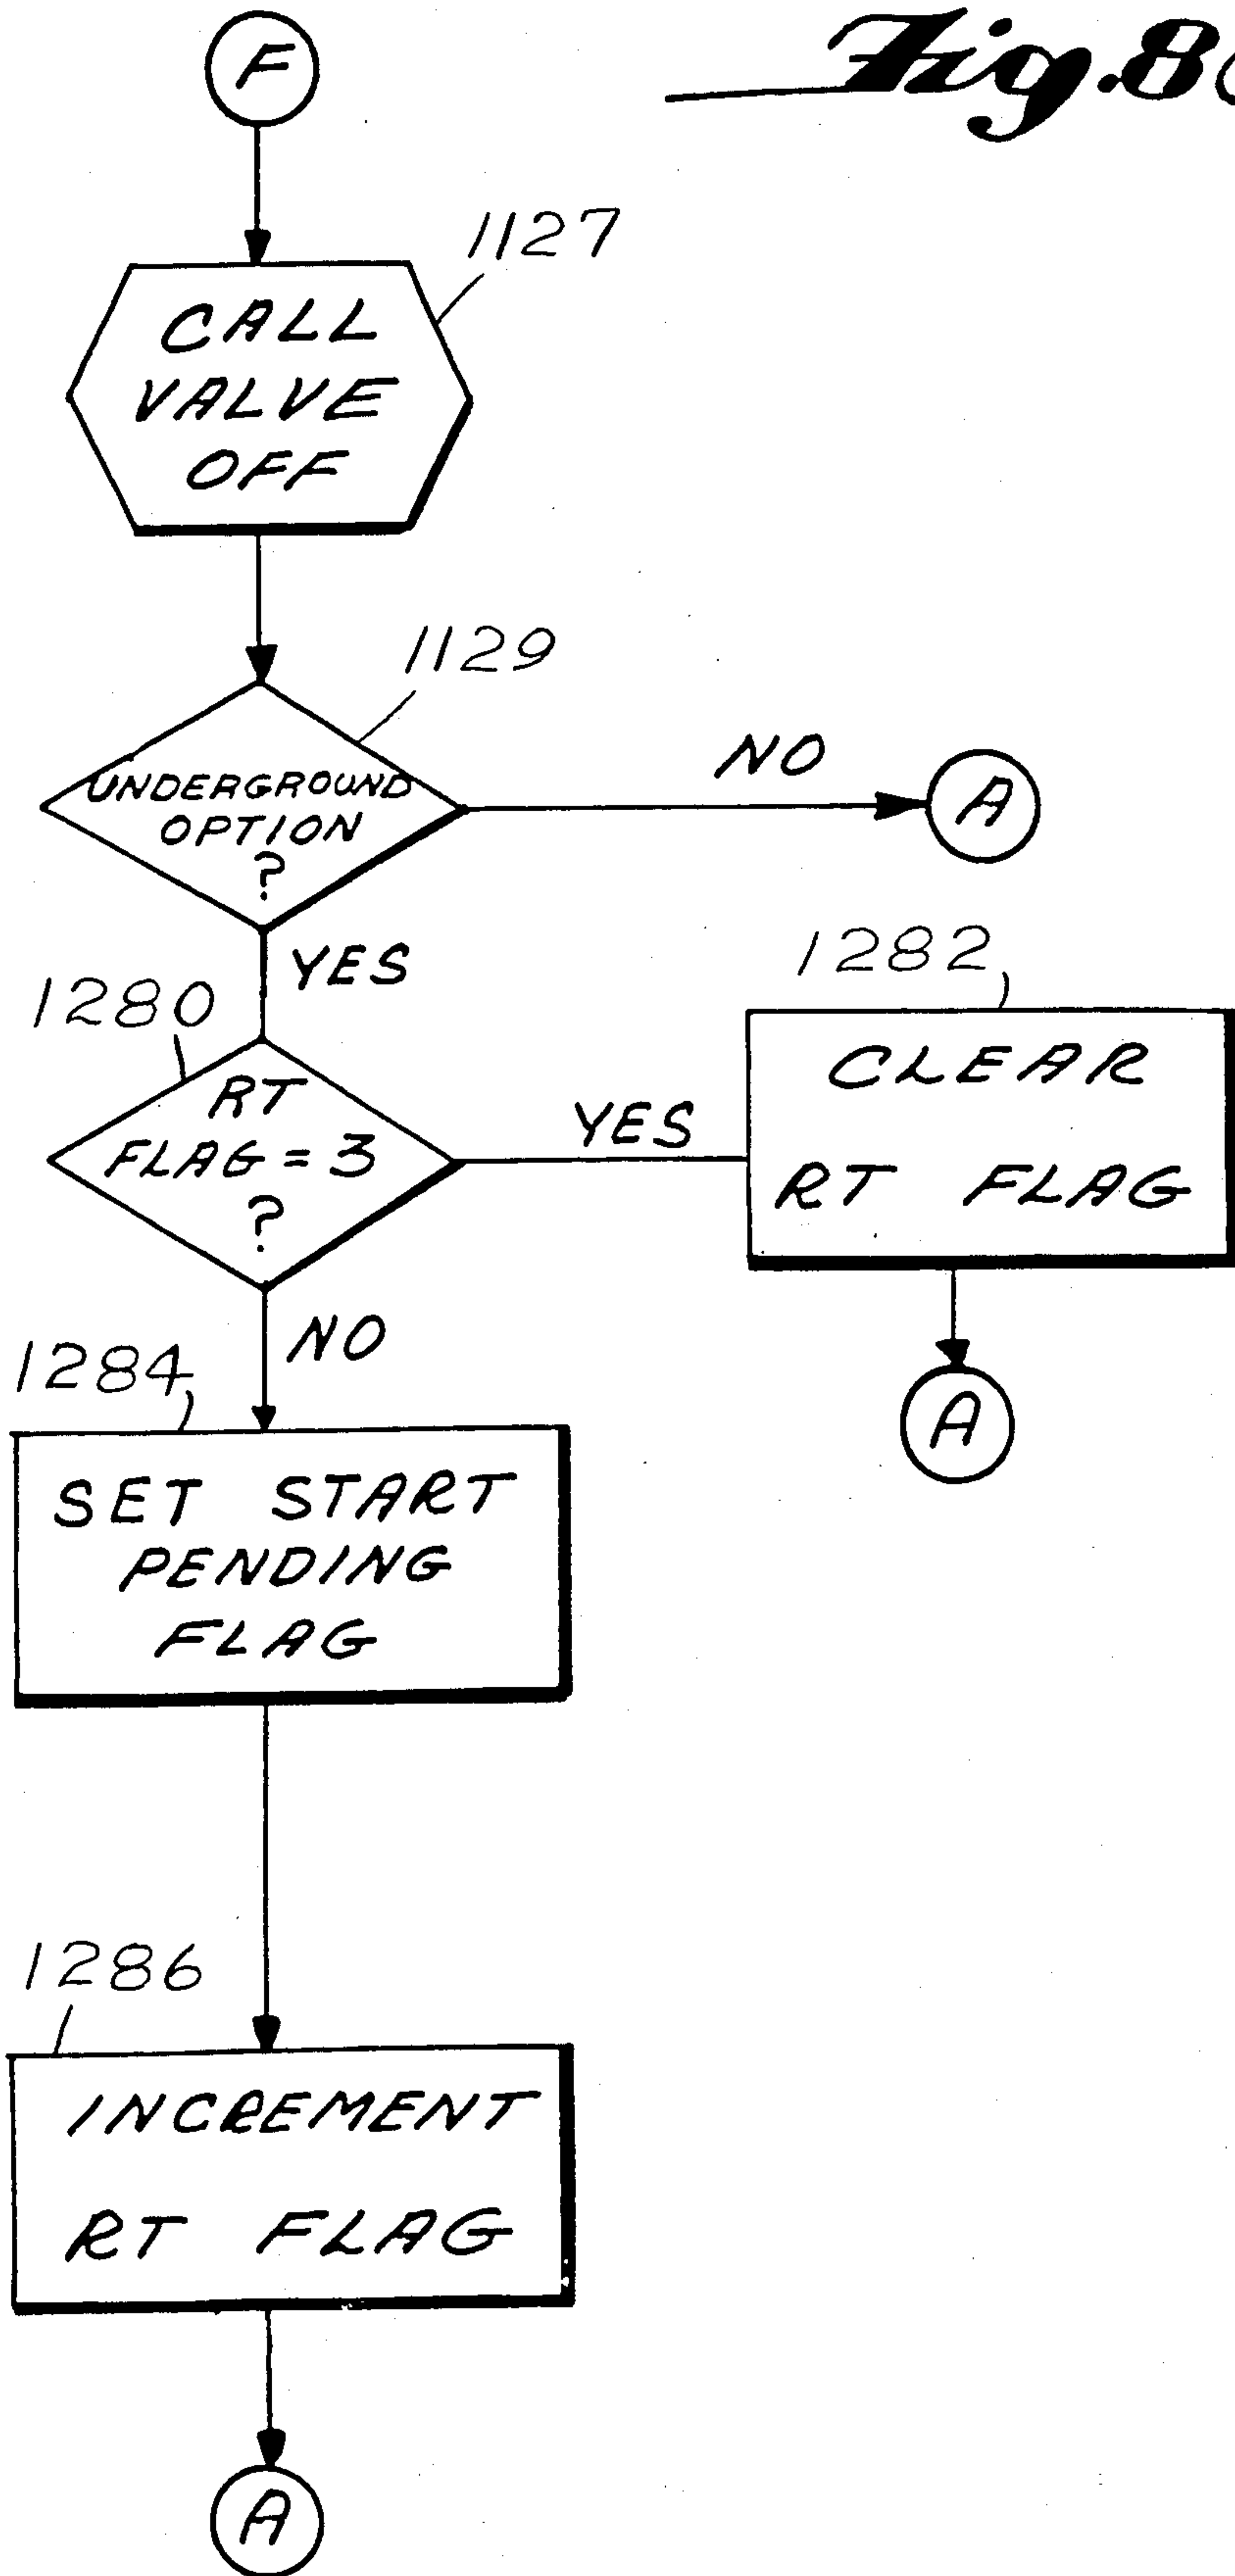 Fig.8
F
1127
CALL
VALVE
OFF
1129
UNDERGROUND
OPTION
?
NO
A
YES
1280
RT
FLAG = 3
?
YES
1282
CLEAR
RT FLAG
A
NO
1284
SET START
PENDING
FLAG
1286
INCREMENT
RT FLAG
A